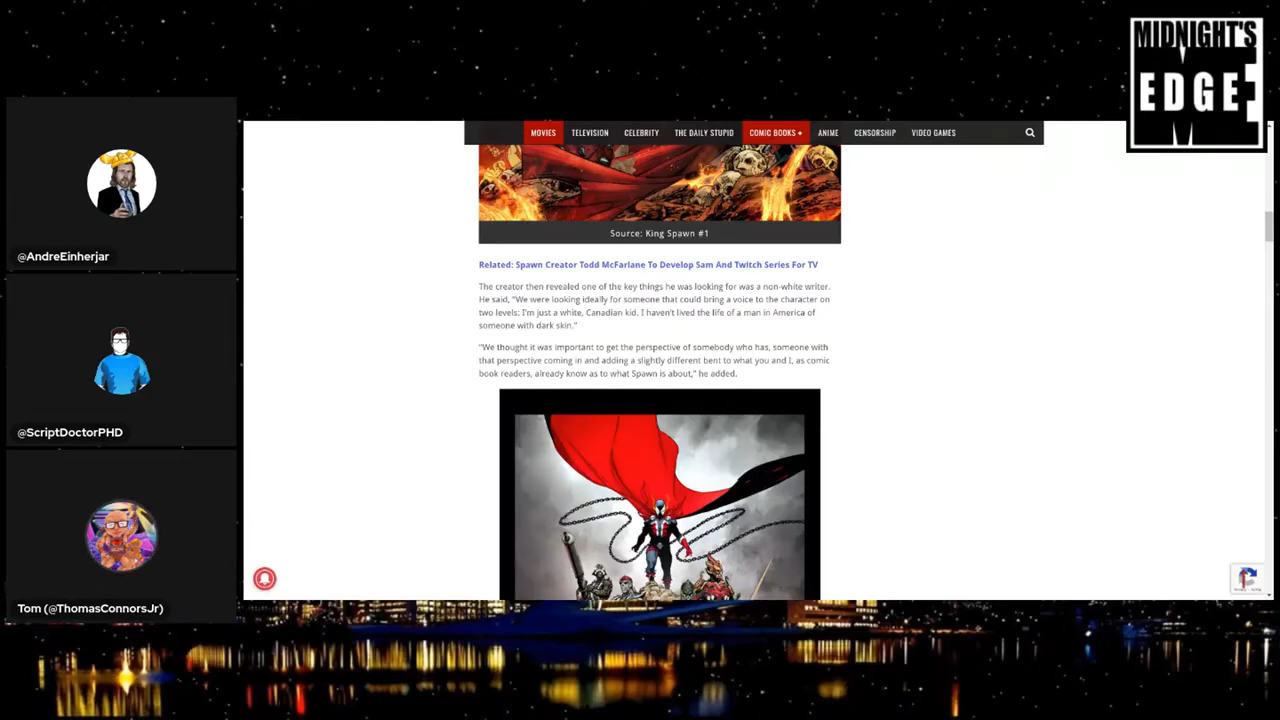 MIDNIGHT'S
EDGE
MOVIES TELEVISION CELEBRITY THE DAILY STUPID COMIC BOOKS + ANIME CENSORSHIP VIDEO GAMES
Source: King Spawn #1
Related: Spawn Creator Todd McFarlane To Develop Sam And Twitch Series For TV
The creator then revealed one of the key things he was looking for was a non-white writer.
He said, “We were looking ideally for someone that could bring a voice to the character on
two levels: I'm just a white, Canadian kid. I haven't lived the life of a man in America of
someone with dark skin.”
“We thought it was important to get the perspective of somebody who has, someone with
that perspective coming in and adding a slightly different bent to what you and I, as comic
book readers, already know as to what Spawn is about,” he added.
@AndreEinherjar
@ScriptDoctorPHD
Tom (@ThomasConnorsJr)